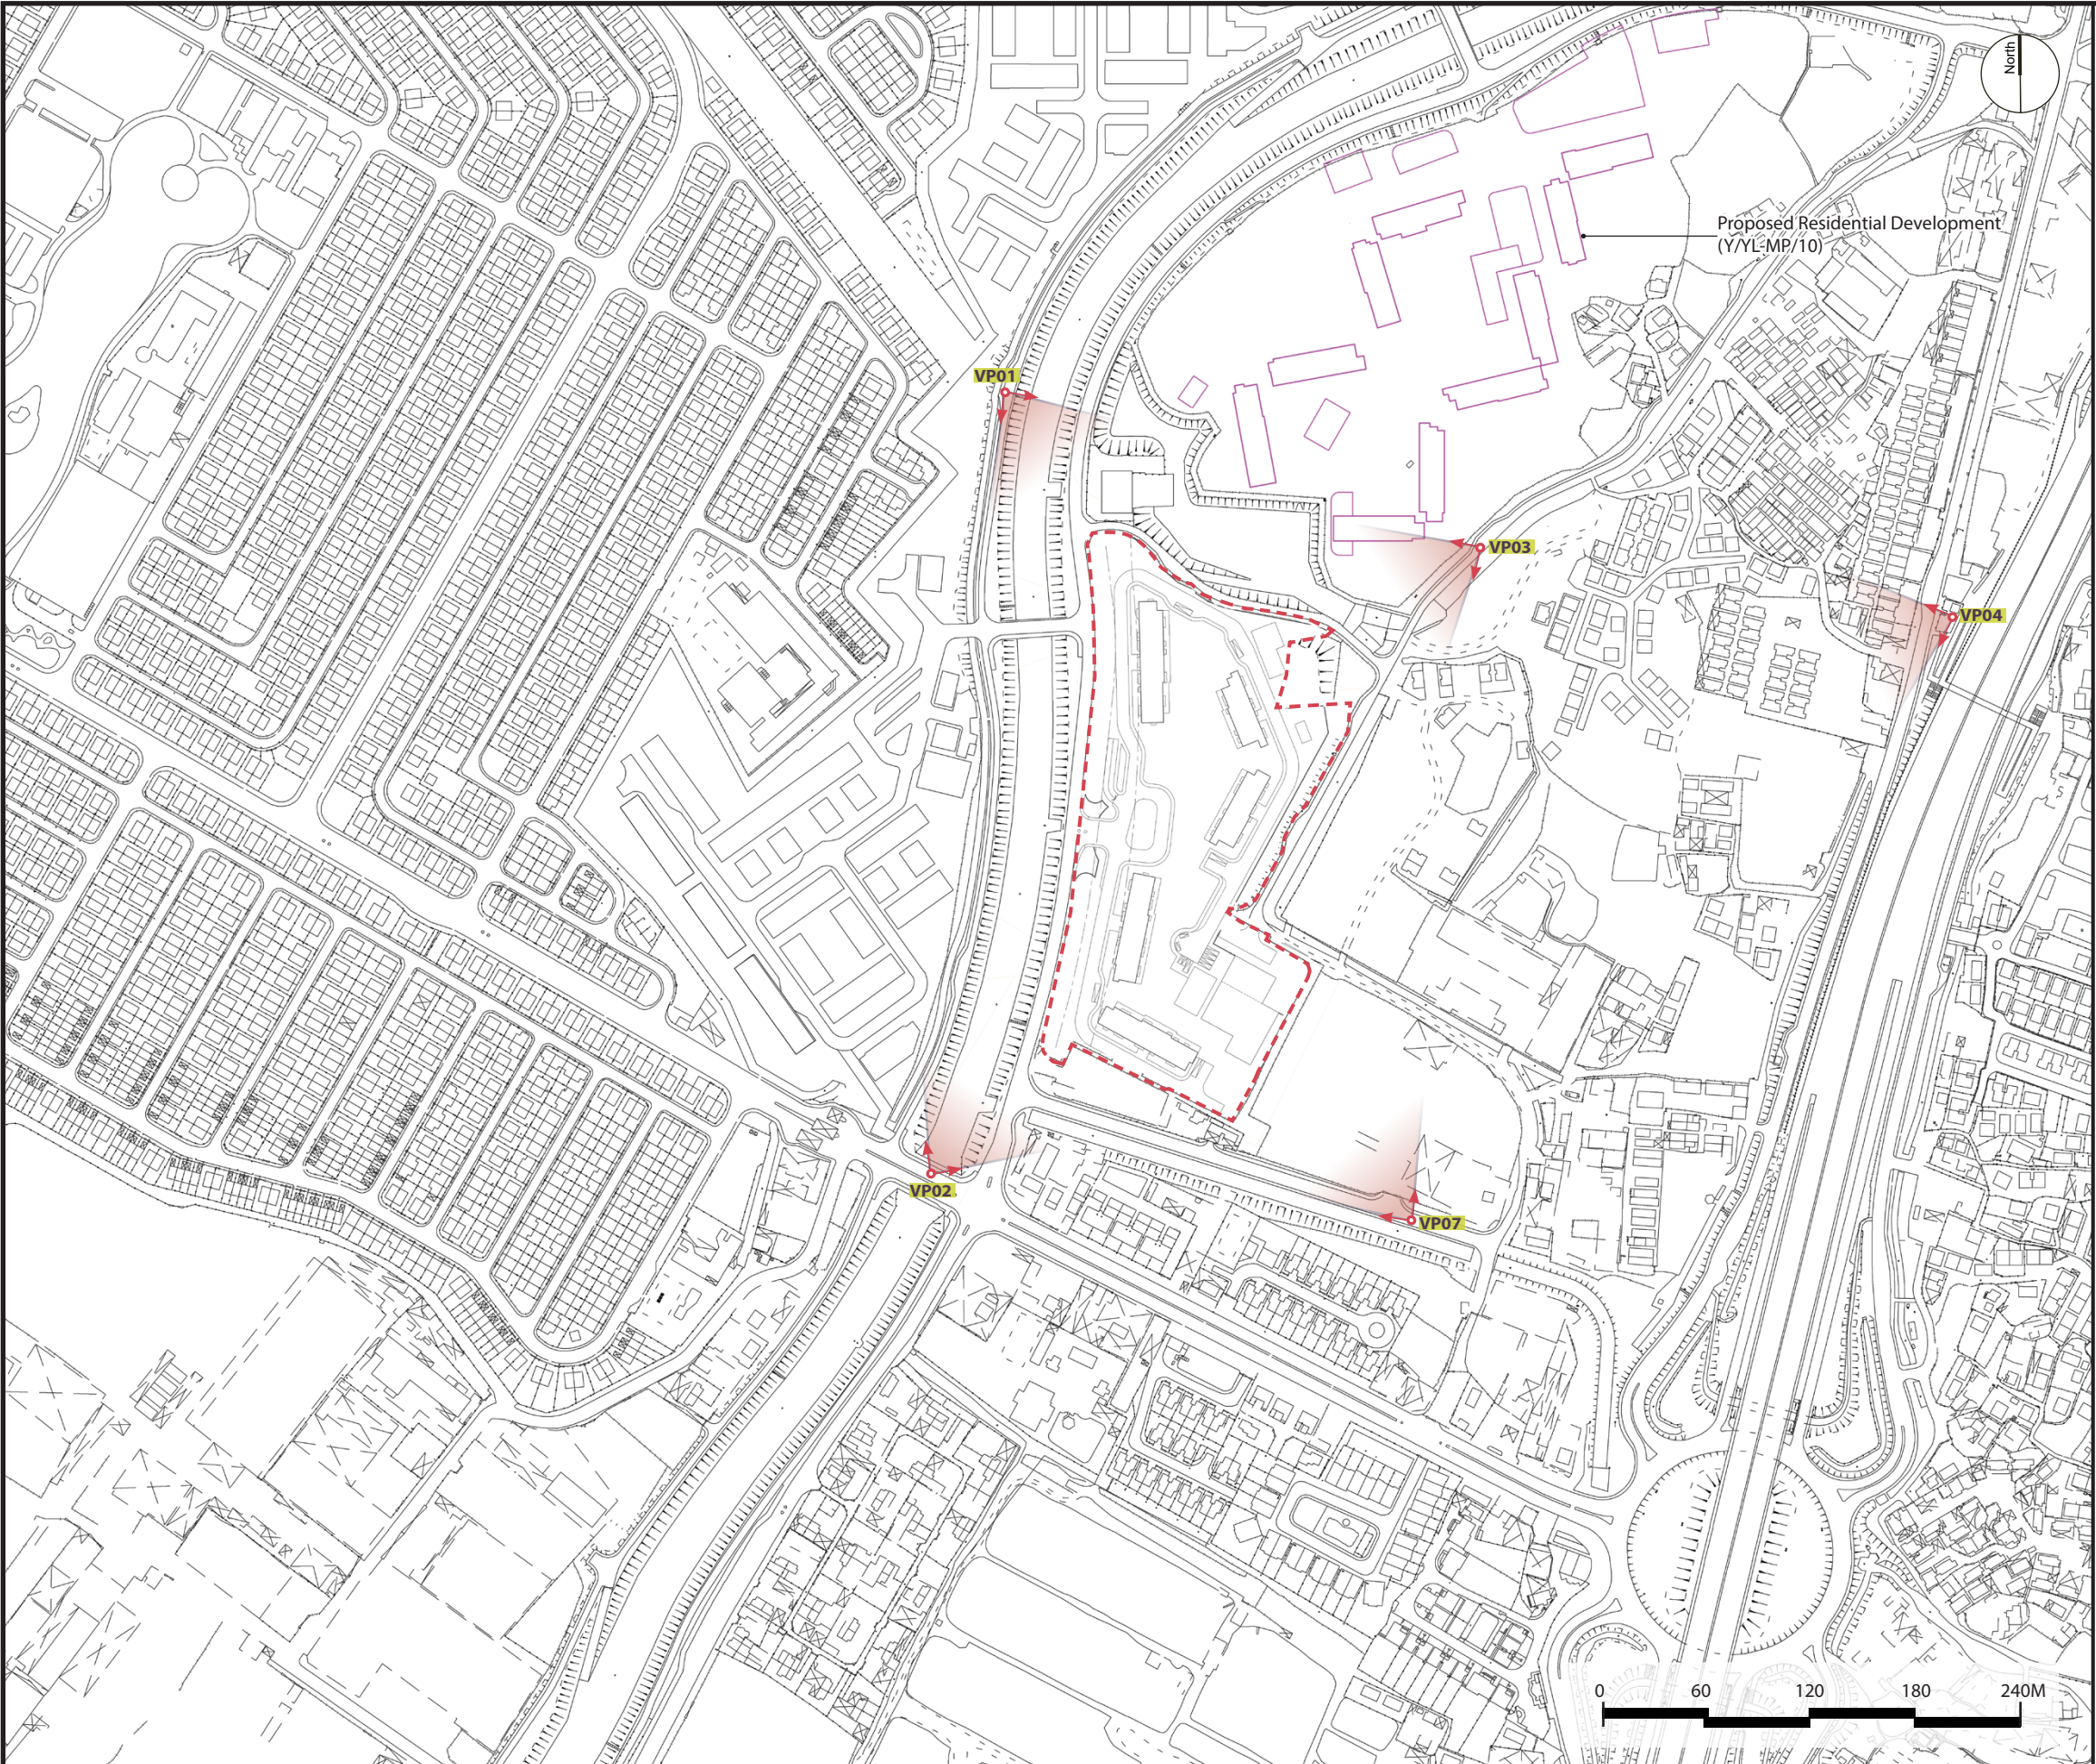 North
Proposed Residential Development
(Y/YL-MP/10)
VP01
VP03
VP04
VP02
VP07
0 60 120 180 240M